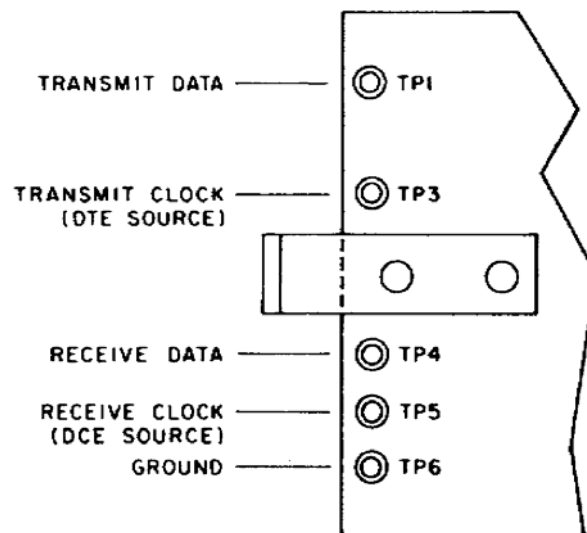 TRANSMIT DATA TP1
TRANSMIT CLOCK TP3
(DTE SOURCE)
RECEIVE DATA TP4
RECEIVE CLOCK TP5
(DCE SOURCE)
GROUND TP6